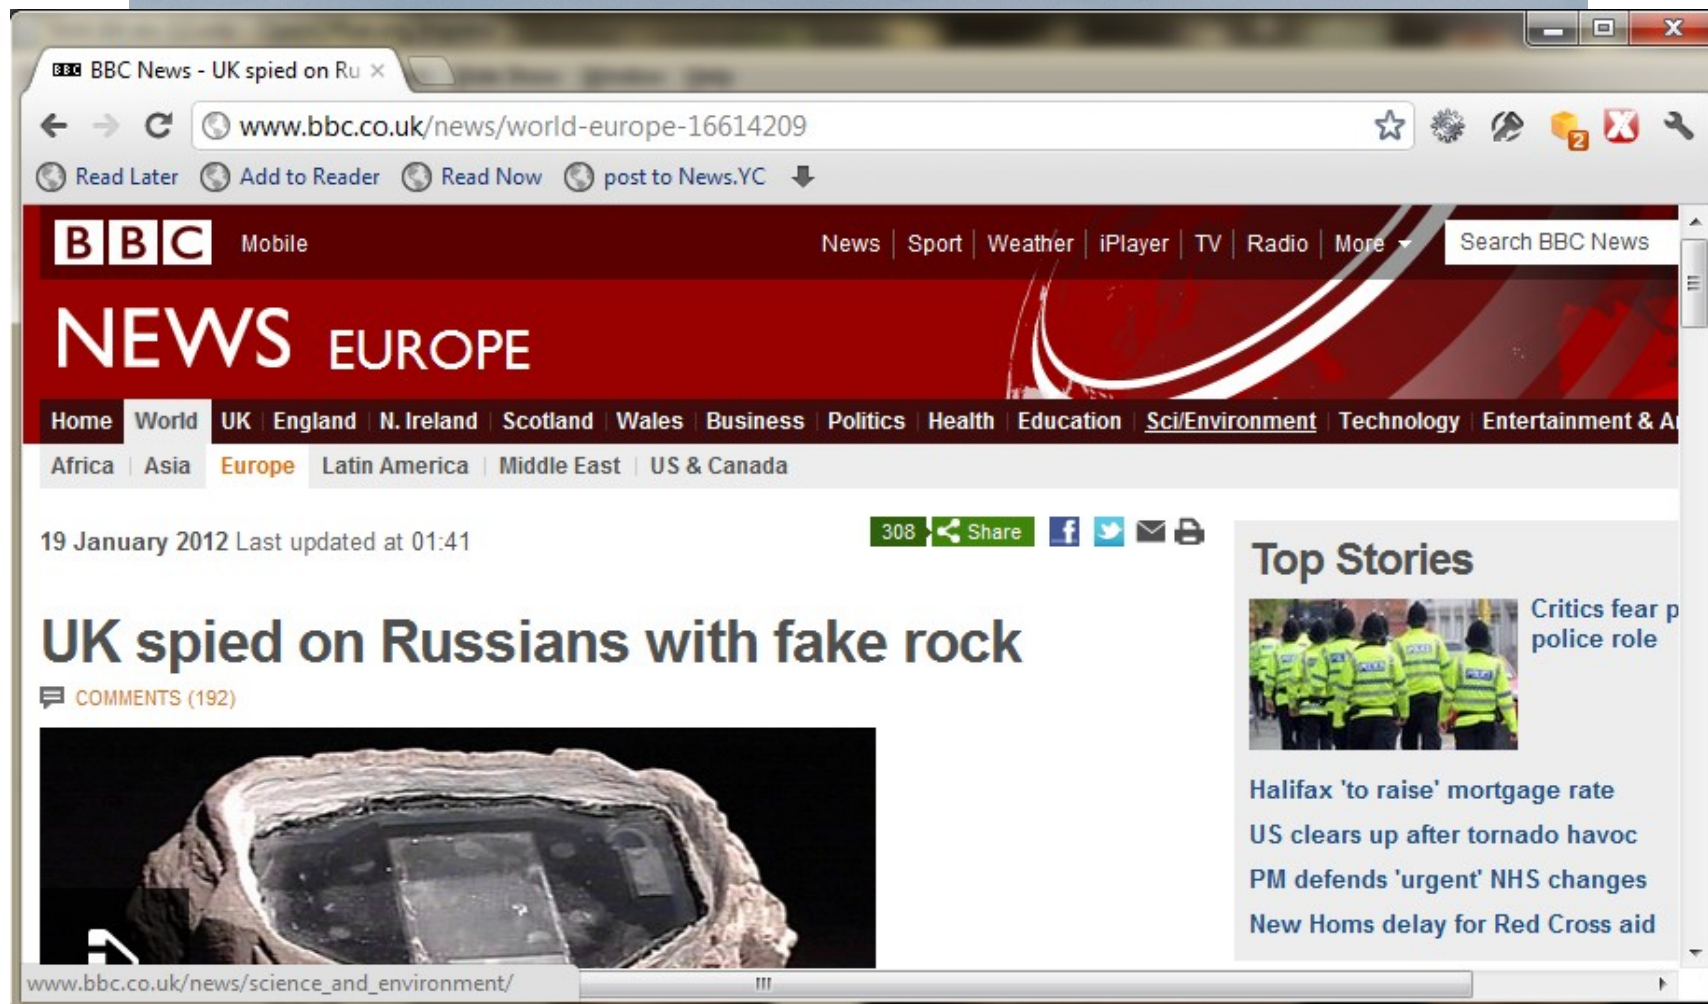 BBC News - UK spied on Ru
www.bbc.co.uk/news/world-europe-16614209
2
Read Later Add to Reader Read Now post to News.YC
BBC Mobile News Sport Weather iPlayer TV Radio More Search BBC News
NEWS EUROPE
Home World UK England N. Ireland Scotland Wales Business Politics Health Education Sci/Environment Technology Entertainment & A
Africa Asia Europe Latin America Middle East US & Canada
19 January 2012 Last updated at 01:41
308 Share
UK spied on Russians with fake rock
COMMENTS (192)
Top Stories
Critics fear p
police role
Halifax 'to raise' mortgage rate
US clears up after tornado havoc
PM defends 'urgent' NHS changes
New Homs delay for Red Cross aid
www.bbc.co.uk/news/science_and_environment/